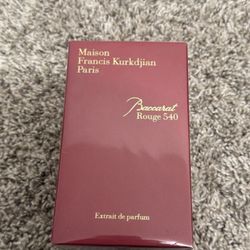 Maison
Francis Kurkdjian
Paris
Baccarat
Rouge 540
Extrait de parfum